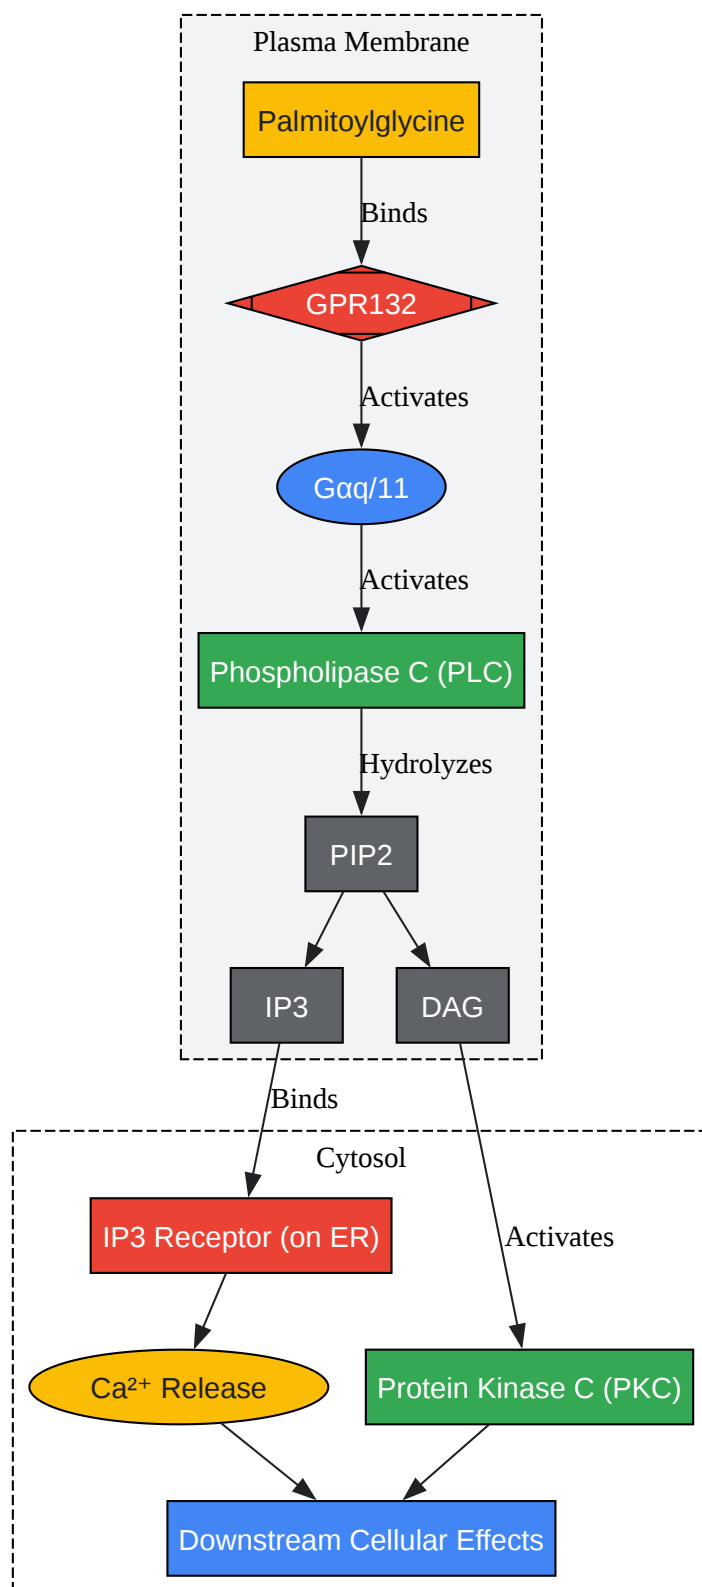 Plasma Membrane
Palmitoylglycine
Binds
GPR132
Activates
Gαq/11
Activates
Phospholipase C (PLC)
Hydrolyzes
PIP2
IP3
DAG
Binds
Cytosol
IP3 Receptor (on ER)
Activates
Ca²⁺ Release
Protein Kinase C (PKC)
Downstream Cellular Effects